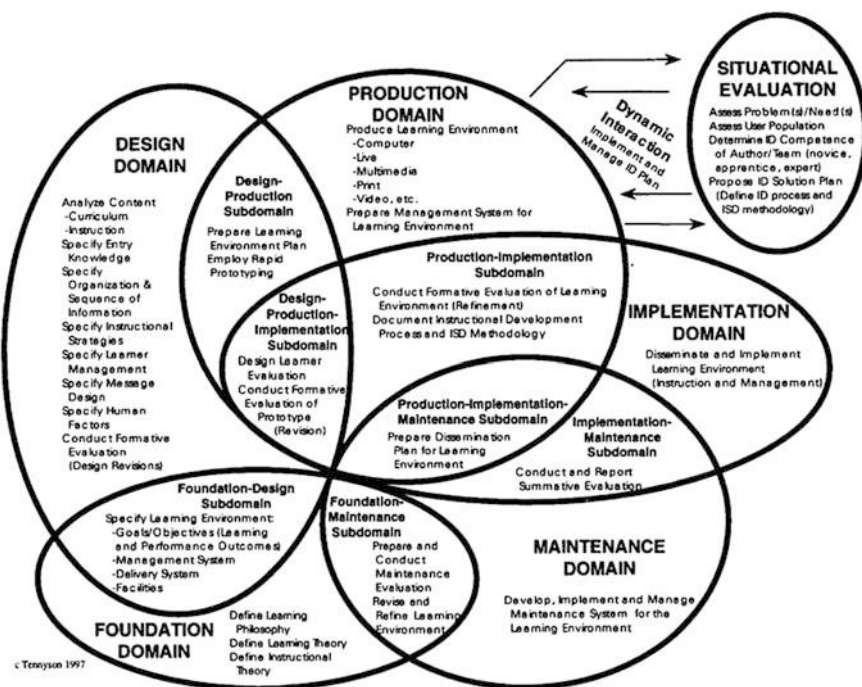 SITUATIONAL
EVALUATION
Assess Problem(s)/Need(s)
Assess User Population
Determine ID Competence
of Author/Team (novice,
apprentice, expert)
Propose ID Solution Plan
(Define ID process and
ISD methodology)
Dynamic
Interaction
Implement and
Manage ID Plan
PRODUCTION
DOMAIN
Produce Learning Environment
-Computer
-Live
-Multimedia
-Print
-Video, etc.
Prepare Management System for
Learning Environment
DESIGN
DOMAIN
Analyze Content
-Curriculum
-Instruction
Specify Entry
Knowledge
Specify
Organization &
Sequence of
Information
Specify Instructional
Strategies
Specify Learner
Management
Specify Message
Design
Specify Human
Factors
Conduct Formative
Evaluation
(Design Revisions)
Design-
Production
Subdomain
Prepare Learning
Environment Plan
Employ Rapid
Prototyping
Production-Implementation
Subdomain
Conduct Formative Evaluation of Learning
Environment (Refinement)
Document Instructional Development
Process and ISD Methodology
Design-
Production-
Implementation
Subdomain
Design Learner
Evaluation
Conduct Formative
Evaluation of
Prototype
(Revision)
IMPLEMENTATION
DOMAIN
Disseminate and Implement
Learning Environment
(Instruction and Management)
Production-Implementation-
Maintenance Subdomain
Prepare Dissemination
Plan for Learning
Environment
Implementation-
Maintenance
Subdomain
Conduct and Report
Summative Evaluation
Foundation-Design
Subdomain
Specify Learning Environment:
-Goals/Objectives (Learning
and Performance Outcomes)
-Management System
-Delivery System
-Facilities
Foundation-
Maintenance
Subdomain
Prepare and
Conduct
Maintenance
Evaluation
Revise and
Refine Learning
Environment
MAINTENANCE
DOMAIN
Develop, Implement and Manage
Maintenance System for the
Learning Environment
FOUNDATION
DOMAIN
Define Learning
Philosophy
Define Learning Theory
Define Instructional
Theory
c Tennyson 1997